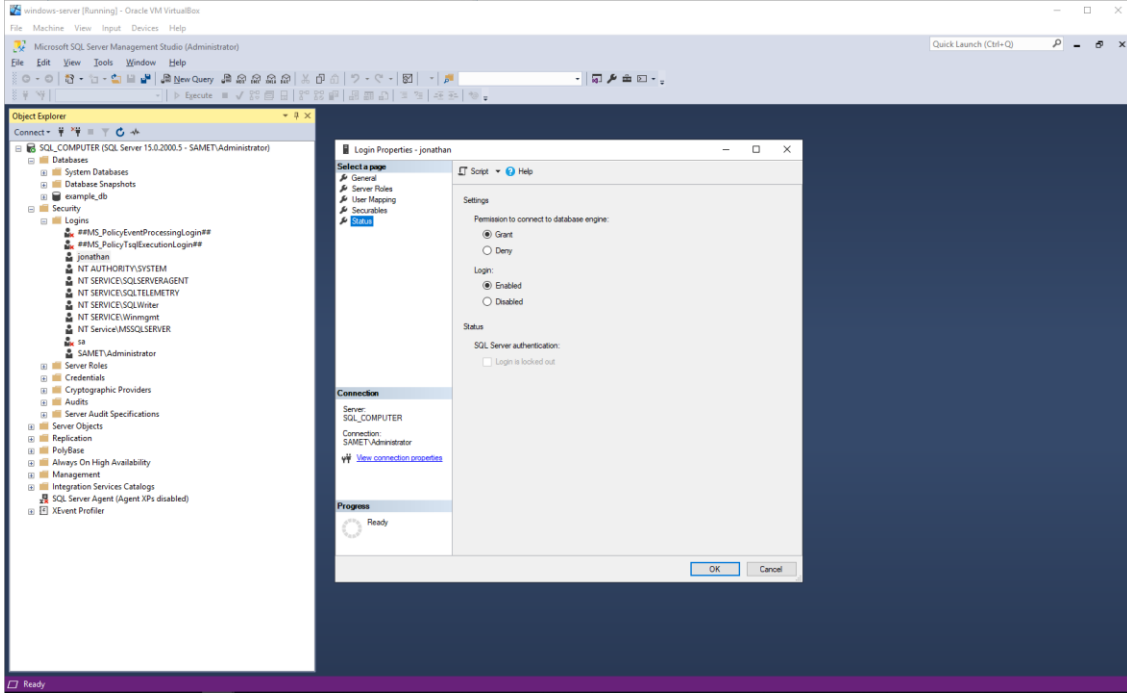 windows-server [Running] - Oracle VM VirtualBox
File Machine View Input Devices Help
Microsoft SQL Server Management Studio (Administrator)
Quick Launch (Ctrl+Q)
File Edit View Tools Window Help
New Query
Execute
Object Explorer
Connect
SQL_COMPUTER (SQL Server 15.0.2000.5 - SAMET\Administrator)
Databases
System Databases
Database Snapshots
example_db
Security
Logins
##MS_PolicyEventProcessingLogin##
##MS_PolicyTsqlExecutionLogin##
jonathan
NT AUTHORITY\SYSTEM
NT SERVICE\SQLSERVERAGENT
NT SERVICE\SQLTELEMETRY
NT SERVICE\SQLWriter
NT SERVICE\Winmgmt
NT Service\MSSQLSERVER
sa
SAMET\Administrator
Server Roles
Credentials
Cryptographic Providers
Audits
Server Audit Specifications
Server Objects
Replication
PolyBase
Always On High Availability
Management
Integration Services Catalogs
SQL Server Agent (Agent XPs disabled)
XEvent Profiler
Login Properties - jonathan
Select a page
General
Server Roles
User Mapping
Securables
Status
Script Help
Settings
Permission to connect to database engine:
Grant
Deny
Login:
Enabled
Disabled
Status
SQL Server authentication:
Login is locked out
Connection
Server:
SQL_COMPUTER
Connection:
SAMET\Administrator
View connection properties
Progress
Ready
OK Cancel
Ready